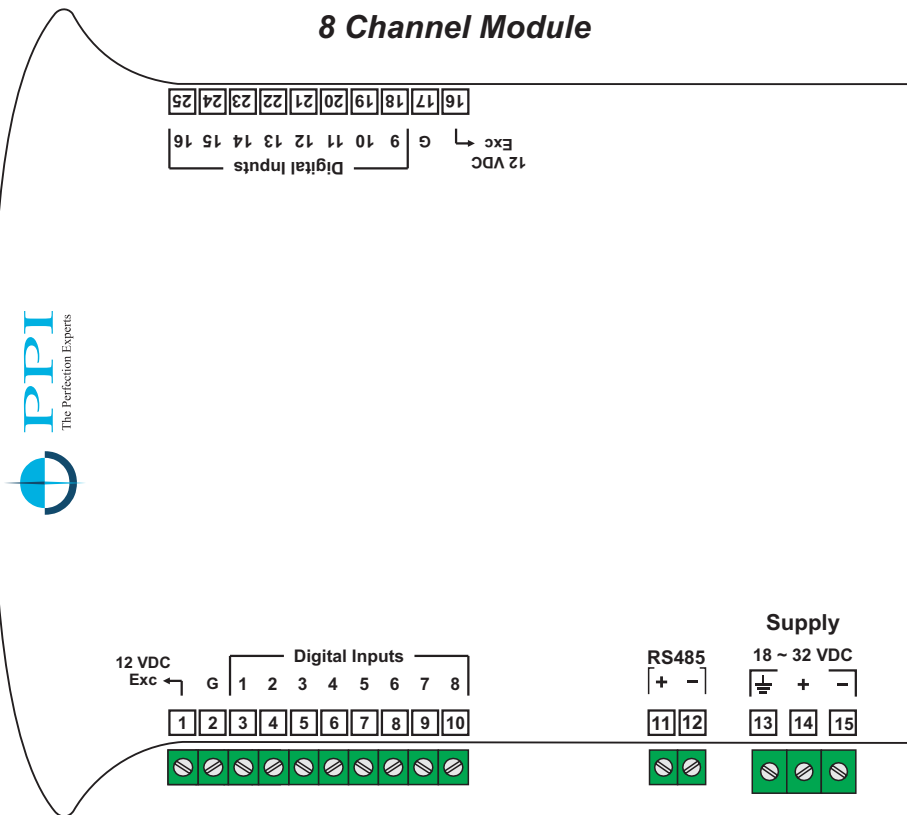 8 Channel Module
25 24 23 22 21 20 19 18 17 16
16 15 14 13 12 11 10 9 G Exc
Digital Inputs 12 VDC
PPI
The Perfection Experts
Supply
12 VDC Digital Inputs RS485 18 ~ 32 VDC
Exc G 1 2 3 4 5 6 7 8 + − + −
1 2 3 4 5 6 7 8 9 10 11 12 13 14 15